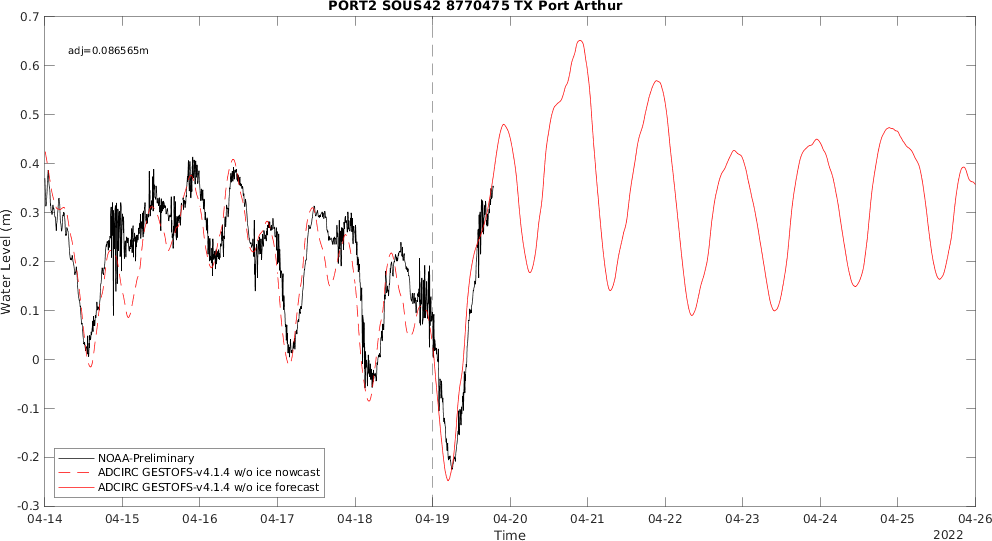 PORT2 SOUS42 8770475 TX Port Arthur
adj=0.086565m
0.7
0.6
0.5
0.4
0.3
0.2
0.1
0
-0.1
-0.2
-0.3
Water Level (m)
NOAA-Preliminary
ADCIRC GESTOFS-v4.1.4 w/o ice nowcast
ADCIRC GESTOFS-v4.1.4 w/o ice forecast
04-14 04-15 04-16 04-17 04-18 04-19 04-20 04-21 04-22 04-23 04-24 04-25 04-26
Time
2022